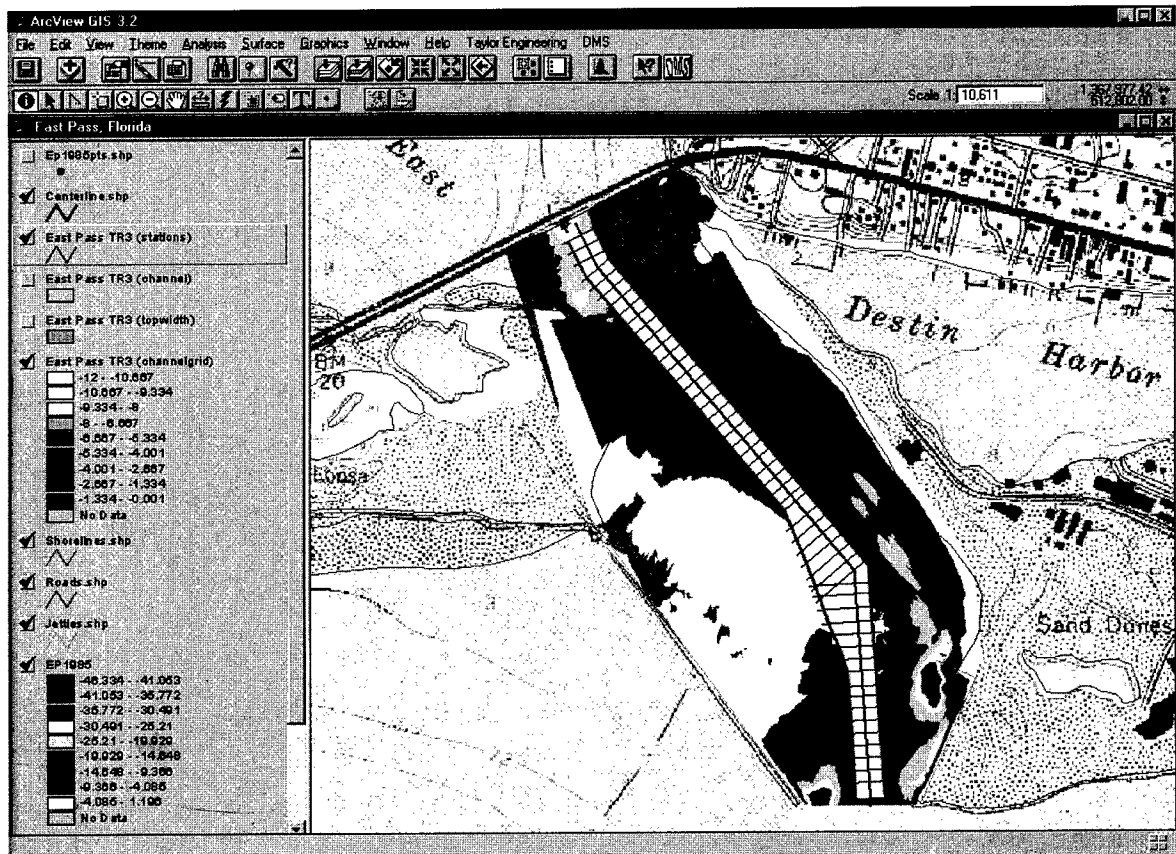 ArcView GIS 3.2
File Edit View Theme Analysis Surface Graphics Window Help Taylor Engineering DMS
DMS
Scale 1: 10,611
East Pass, Florida
Ep1985pts.shp
Centerline.shp
East Pass TR3 (stations)
East Pass TR3 (channel)
East Pass TR3 (topwidth)
East Pass TR3 (channelgrid)
-12 - -10.667
-10.667 - -9.334
-9.334 - -8
-8 - -6.667
-6.667 - -5.334
-5.334 - -4.001
-4.001 - -2.667
-2.667 - -1.334
-1.334 - -0.001
No Data
Shorelines.shp
Roads.shp
Jetties.shp
EP1985
-46.334 - -41.053
-41.053 - -35.772
-35.772 - -30.491
-30.491 - -25.21
-25.21 - -19.929
-19.929 - -14.648
-14.648 - -9.366
-9.366 - -4.085
-4.085 - 1.196
No Data
East
BM
20
Destin
Harbor
Sand Dunes